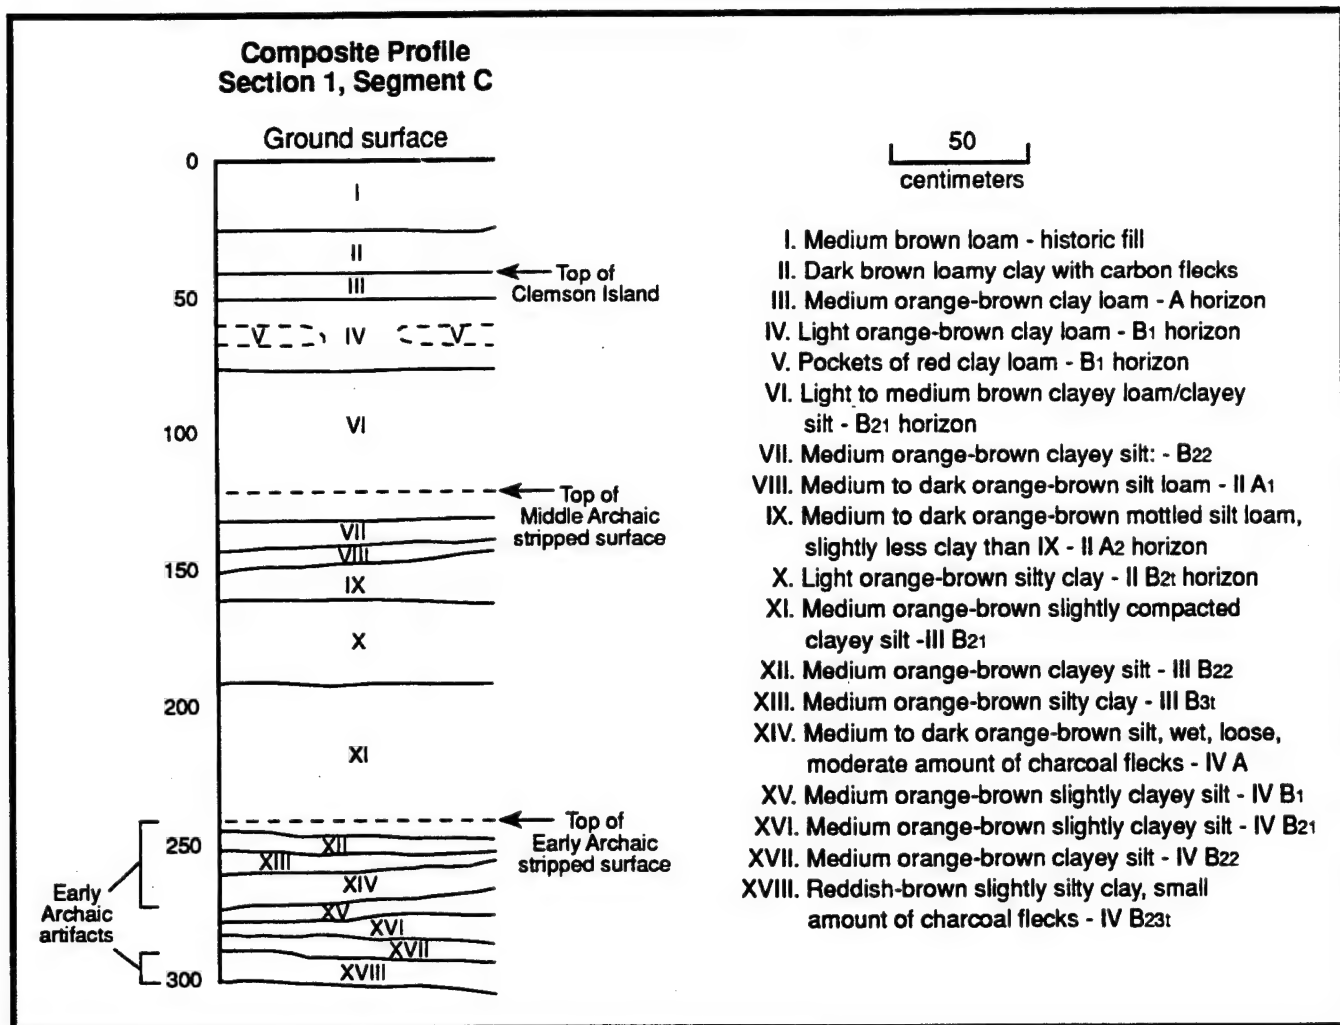 Composite Profile
Section 1, Segment C
Ground surface
0
I
II
Top of
Clemson Island
III
50
V
IV
V
VI
100
Top of
Middle Archaic
stripped surface
VII
VIII
150
IX
X
200
XI
Top of
Early Archaic
stripped surface
250
XII
XIII
XIV
Early
Archaic
artifacts
XV
XVI
XVII
XVIII
300
50
centimeters
I. Medium brown loam - historic fill
II. Dark brown loamy clay with carbon flecks
III. Medium orange-brown clay loam - A horizon
IV. Light orange-brown clay loam - B1 horizon
V. Pockets of red clay loam - B1 horizon
VI. Light to medium brown clayey loam/clayey
silt - B21 horizon
VII. Medium orange-brown clayey silt: - B22
VIII. Medium to dark orange-brown silt loam - II A1
IX. Medium to dark orange-brown mottled silt loam,
slightly less clay than IX - II A2 horizon
X. Light orange-brown silty clay - II B2t horizon
XI. Medium orange-brown slightly compacted
clayey silt -III B21
XII. Medium orange-brown clayey silt - III B22
XIII. Medium orange-brown silty clay - III B3t
XIV. Medium to dark orange-brown silt, wet, loose,
moderate amount of charcoal flecks - IV A
XV. Medium orange-brown slightly clayey silt - IV B1
XVI. Medium orange-brown slightly clayey silt - IV B21
XVII. Medium orange-brown clayey silt - IV B22
XVIII. Reddish-brown slightly silty clay, small
amount of charcoal flecks - IV B23t